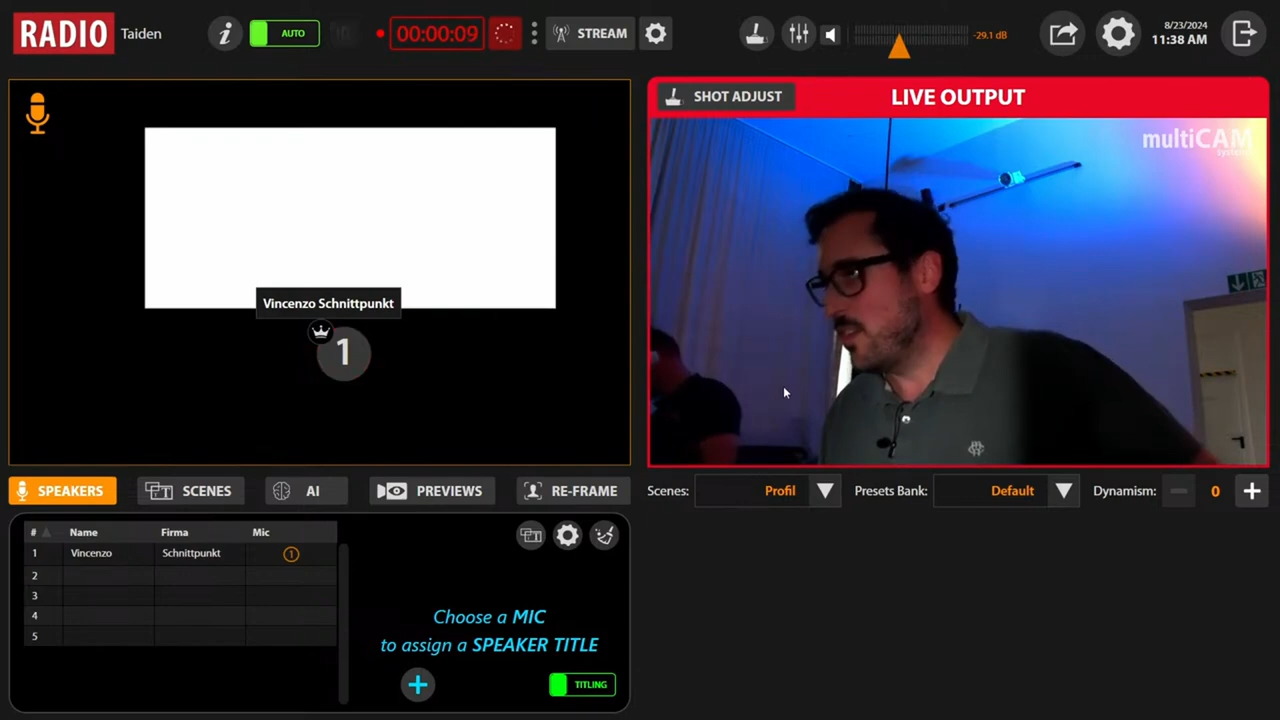 RADIO Taiden
AUTO
00:00:09
STREAM
-29.1 dB
8/23/2024
11:38 AM
SHOT ADJUST
LIVE OUTPUT
multiCAM
systems
Vincenzo Schnittpunkt
1
SPEAKERS
SCENES
AI
PREVIEWS
RE-FRAME
Scenes: Profil
Presets Bank: Default
Dynamism: 0
# Name Firma Mic
1 Vincenzo Schnittpunkt 1
2
3
4
5
Choose a MIC
to assign a SPEAKER TITLE
TITLING